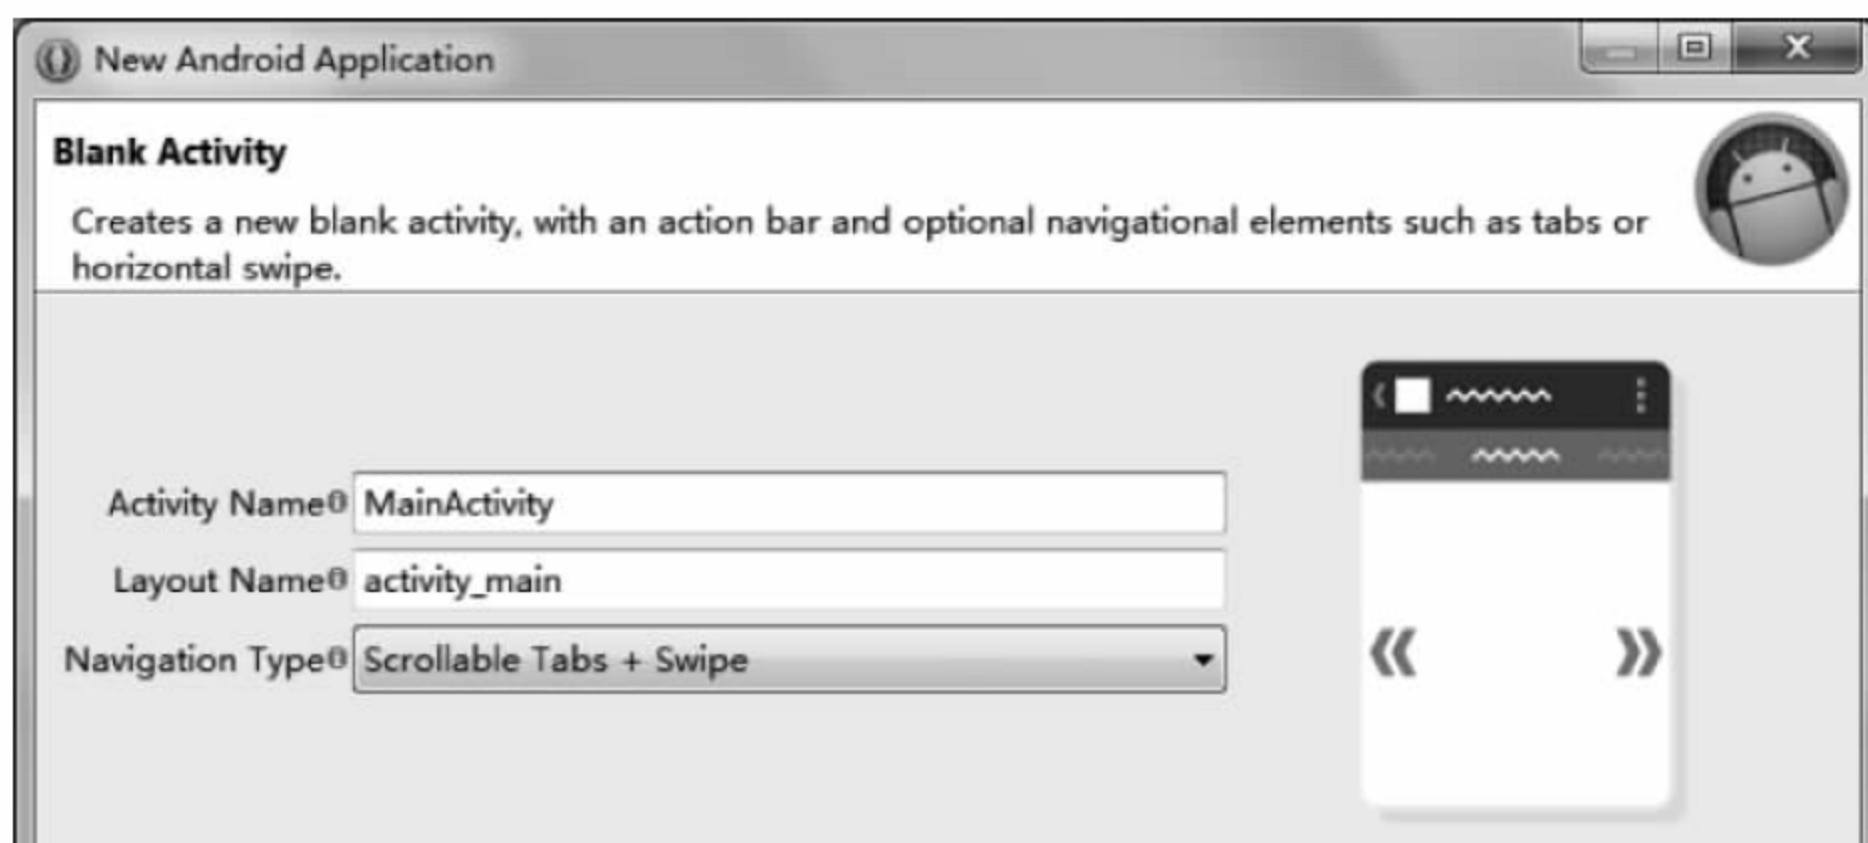 New Android Application
Blank Activity
Creates a new blank activity, with an action bar and optional navigational elements such as tabs or
horizontal swipe.
Activity Name MainActivity
Layout Name activity_main
Navigation Type Scrollable Tabs + Swipe